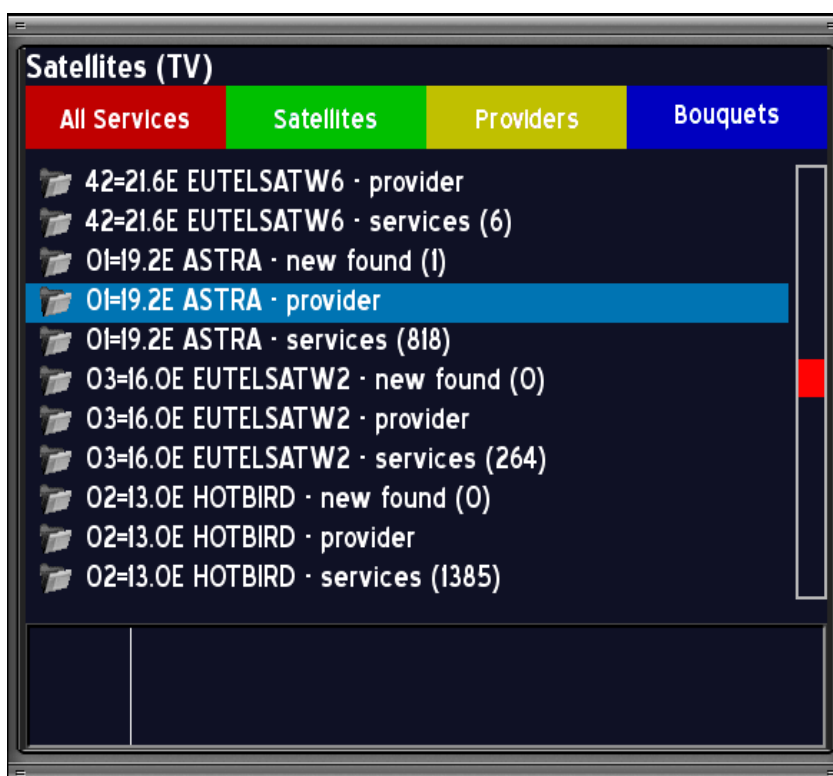 Satellites (TV)
All Services Satellites Providers Bouquets
42=21.6E EUTELSATW6 - provider
42=21.6E EUTELSATW6 - services (6)
01=19.2E ASTRA - new found (1)
01=19.2E ASTRA - provider
01=19.2E ASTRA - services (818)
03=16.0E EUTELSATW2 - new found (0)
03=16.0E EUTELSATW2 - provider
03=16.0E EUTELSATW2 - services (264)
02=13.0E HOTBIRD - new found (0)
02=13.0E HOTBIRD - provider
02=13.0E HOTBIRD - services (1385)